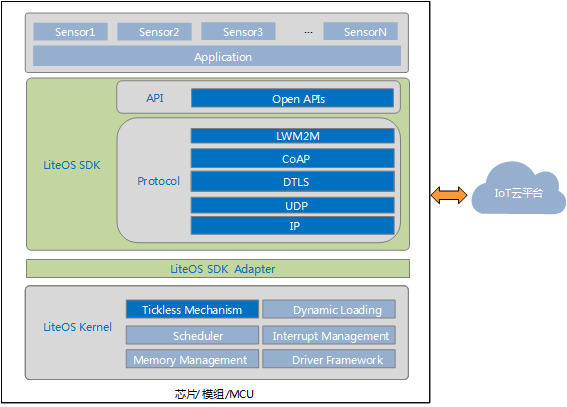 Sensor1 Sensor2 Sensor3 ... SensorN
Application
API Open APIs
LiteOS SDK
Protocol
LWM2M
CoAP
DTLS
UDP
IP
IoT云平台
LiteOS SDK Adapter
LiteOS Kernel
Tickless Mechanism Dynamic Loading
Scheduler Interrupt Management
Memory Management Driver Framework
芯片/模组/MCU